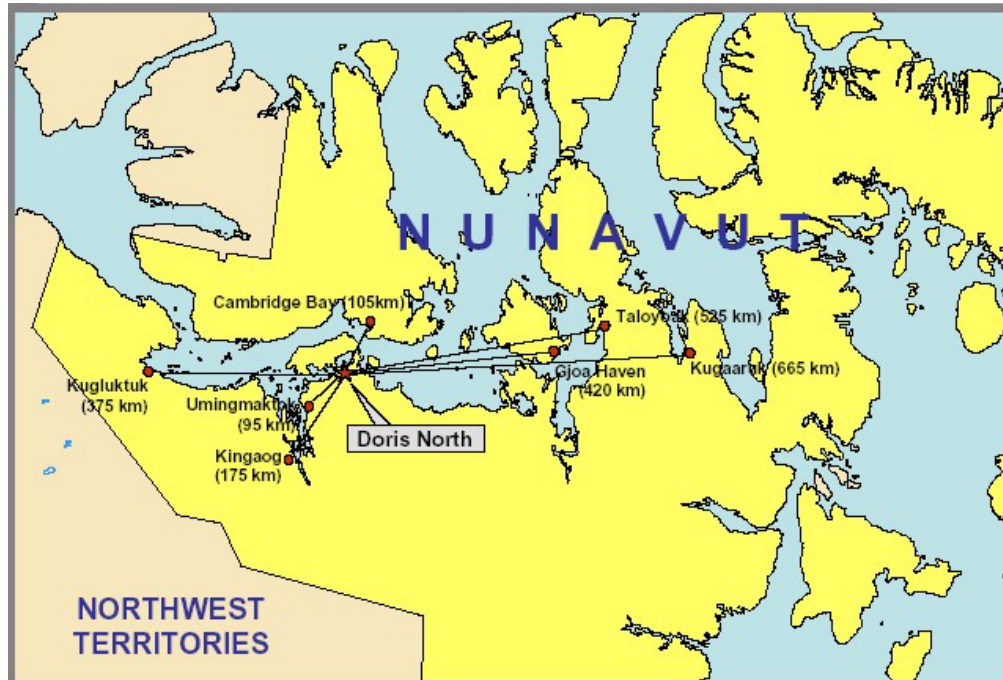 NUNAVUT
Cambridge Bay (105km)
Taloyoak (525 km)
Kugluktuk
(375 km)
Gjoa Haven
(420 km)
Kugaaruk (665 km)
Umingmaktok
(95 km)
Doris North
Kingaog
(175 km)
NORTHWEST
TERRITORIES